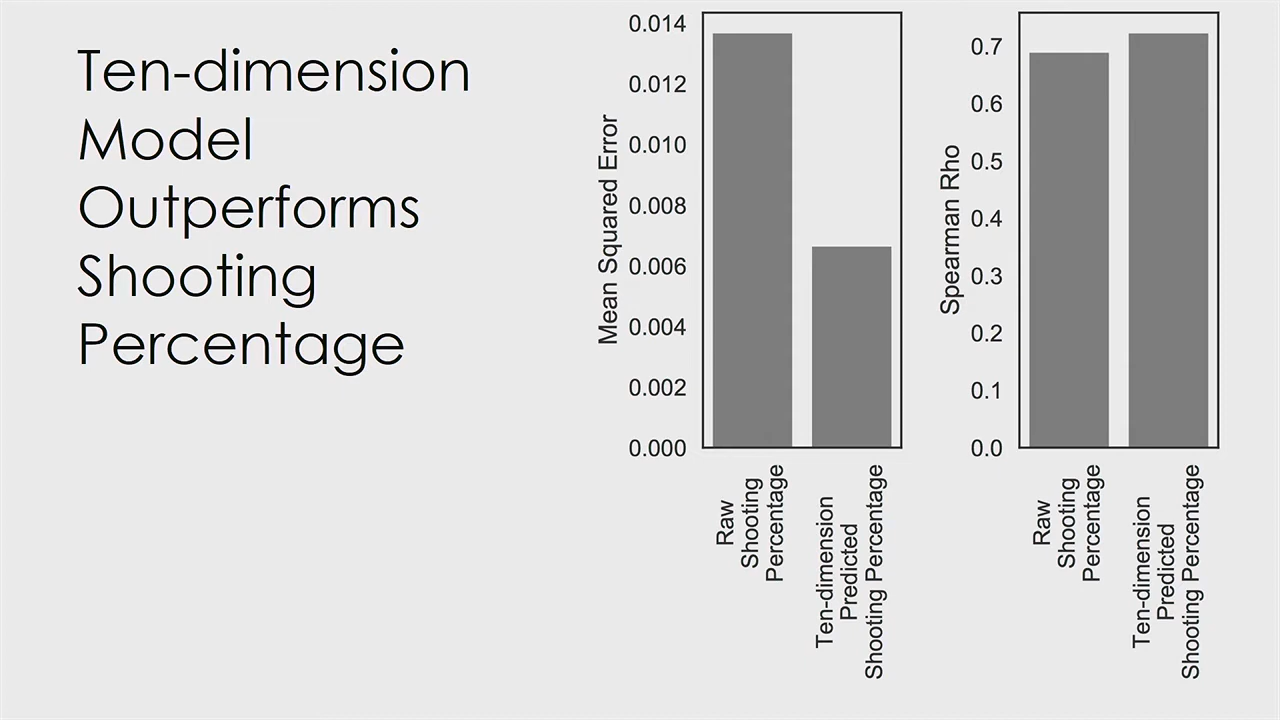 Ten-dimension
Model
Outperforms
Shooting
Percentage
Mean Squared Error
0.014
0.012
0.010
0.008
0.006
0.004
0.002
0.000
Raw
Shooting
Percentage
Ten-dimension
Predicted
Shooting Percentage
Spearman Rho
0.7
0.6
0.5
0.4
0.3
0.2
0.1
0.0
Raw
Shooting
Percentage
Ten-dimension
Predicted
Shooting Percentage